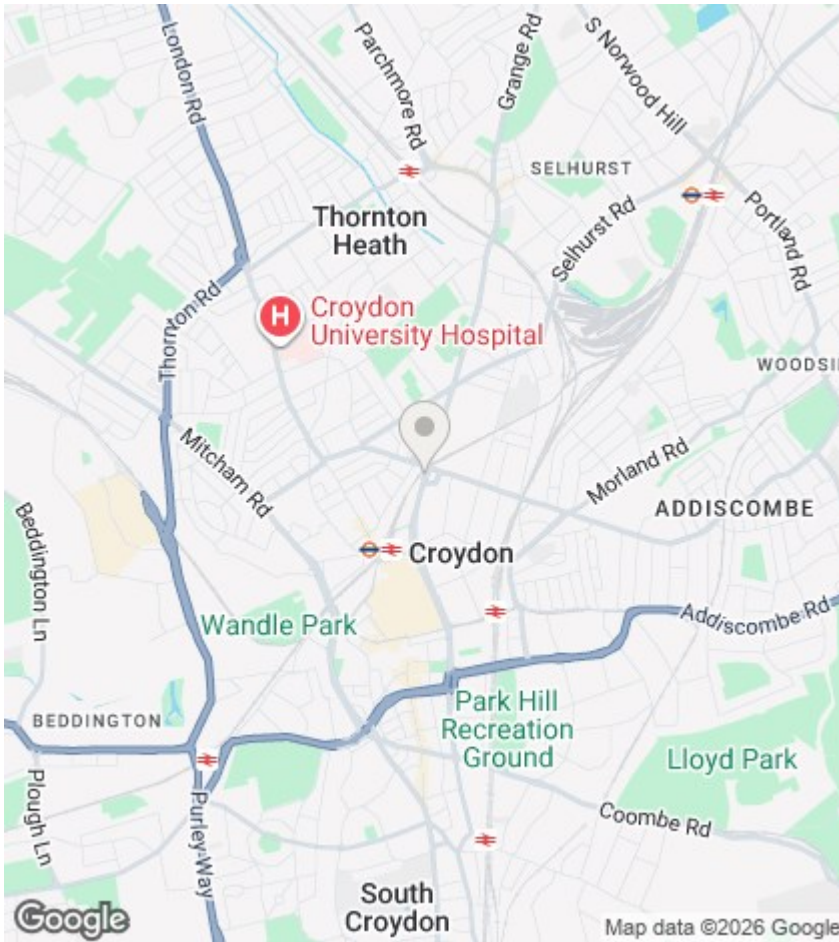 London Rd
Parchmore Rd
Grange Rd
S Norwood Hill
SELHURST
Thornton
Heath
Selhurst Rd
Portland Rd
Thornton Rd
H
Croydon
University Hospital
WOODSI
Mitcham Rd
Morland Rd
Beddington Ln
ADDISCOMBE
Croydon
Wandle Park
Addiscombe Rd
Park Hill
Recreation
Ground
BEDDINGTON
Lloyd Park
Plough Ln
Purley Way
Coombe Rd
South
Croydon
Google
Map data ©2026 Google